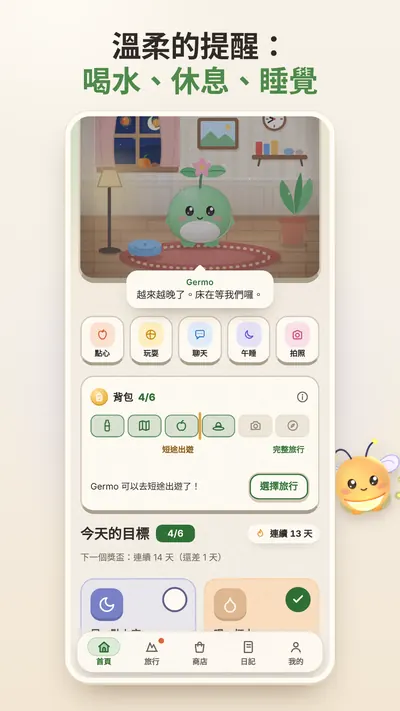 溫柔的提醒：
喝水、休息、睡覺
Germo
越來越晚了。床在等我們囉。
點心
玩耍
聊天
午睡
拍照
背包 4/6
短途出遊
完整旅行
Germo 可以去短途出遊了！
選擇旅行
今天的目標 4/6
連續 13 天
下一個獎盃：連續 14 天（還差 1 天）
首頁
旅行
商店
日記
我的